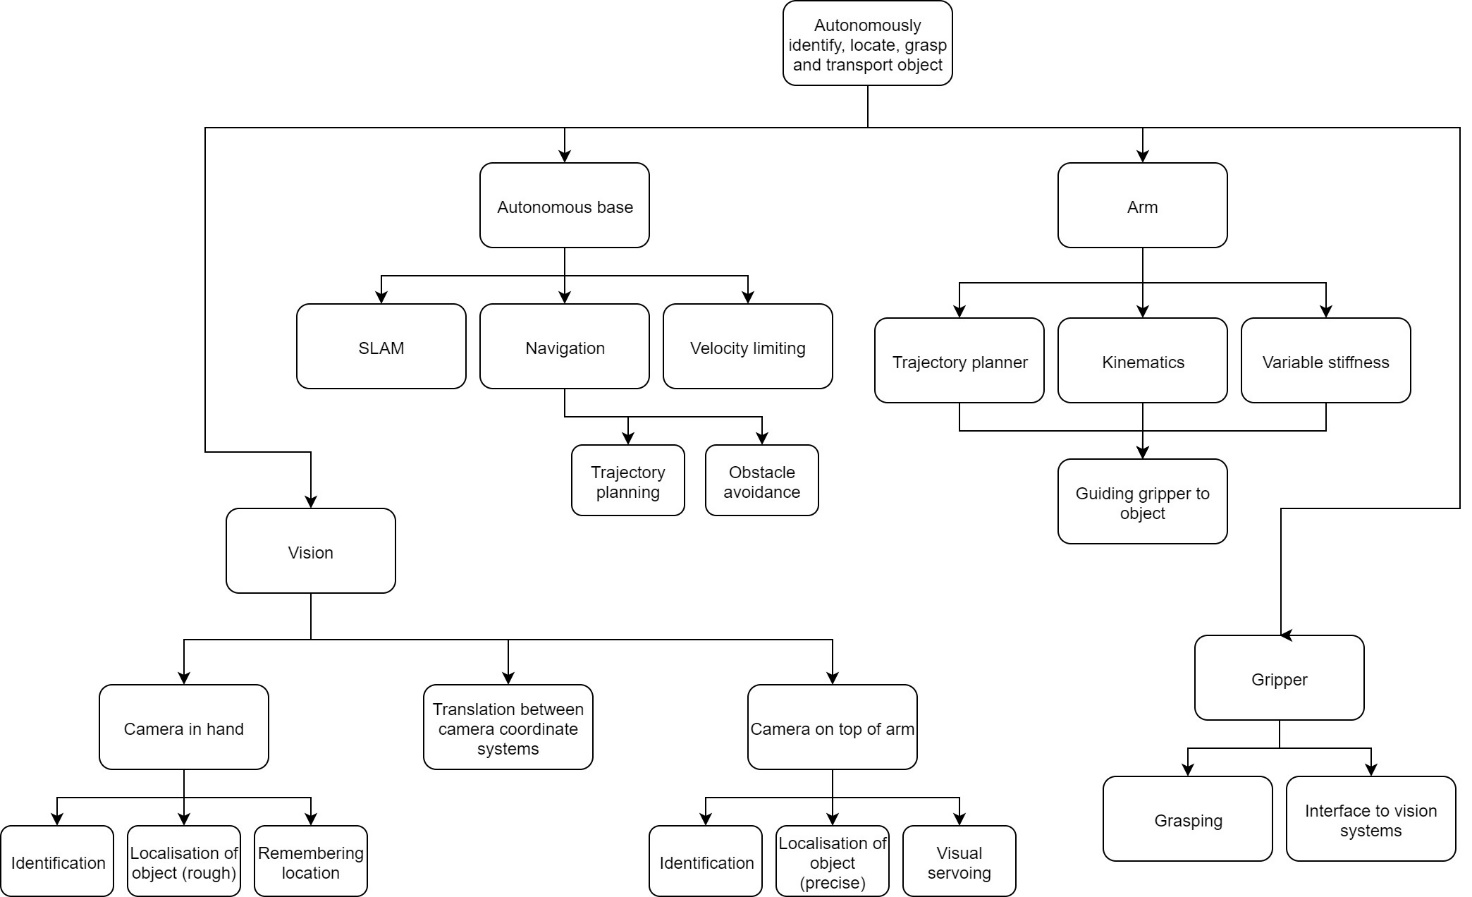 Autonomously
identify, locate, grasp
and transport object
Autonomous base
Arm
SLAM
Navigation
Velocity limiting
Trajectory planner
Kinematics
Variable stiffness
Trajectory
planning
Obstacle
avoidance
Guiding gripper to
object
Vision
Gripper
Camera in hand
Translation between
camera coordinate
systems
Camera on top of arm
Grasping
Interface to vision
systems
Identification
Localisation of
object (rough)
Remembering
location
Identification
Localisation of
object
(precise)
Visual
servoing